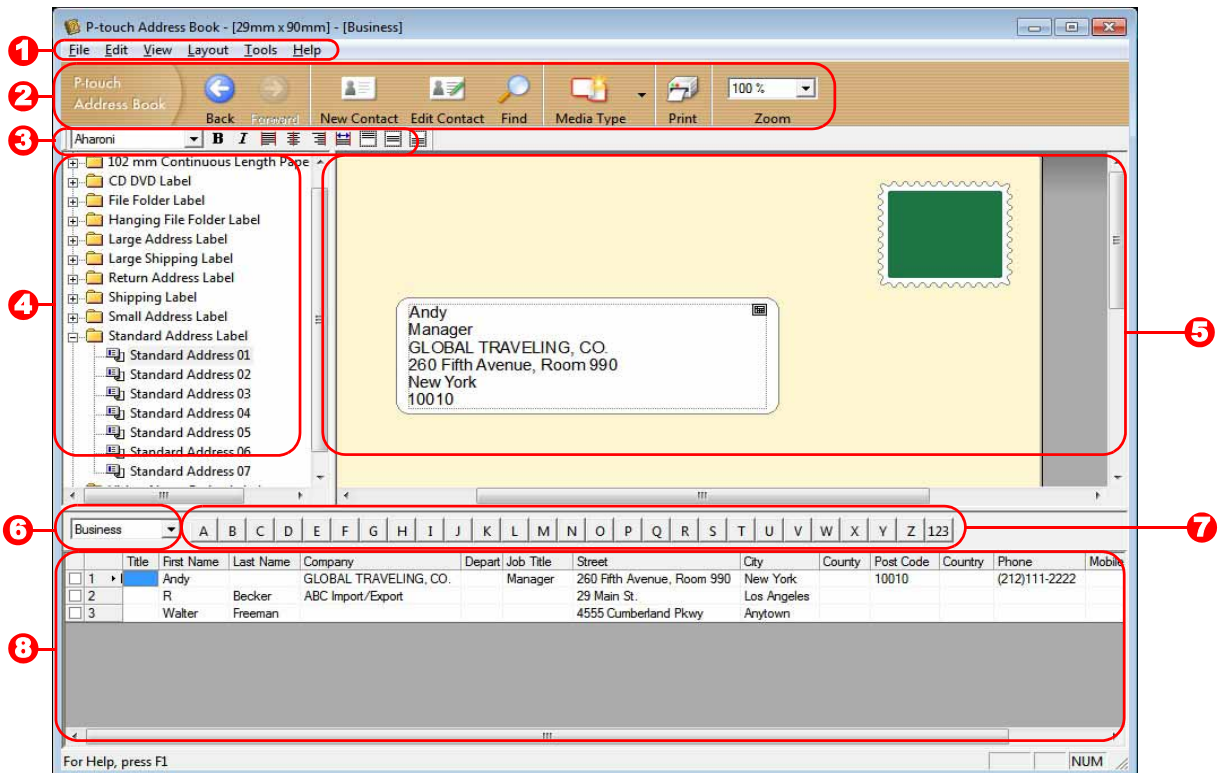 P-touch Address Book - [29mm x 90mm] - [Business]
1
File Edit View Layout Tools Help
2
P-touch
Address Book
Back Forward New Contact Edit Contact Find Media Type Print Zoom
100 %
3
Aharoni B I
4
102 mm Continuous Length Pape
CD DVD Label
File Folder Label
Hanging File Folder Label
Large Address Label
Large Shipping Label
Return Address Label
Shipping Label
Small Address Label
Standard Address Label
Standard Address 01
Standard Address 02
Standard Address 03
Standard Address 04
Standard Address 05
Standard Address 06
Standard Address 07
5
Andy
Manager
GLOBAL TRAVELING, CO.
260 Fifth Avenue, Room 990
New York
10010
6
Business
A B C D E F G H I J K L M N O P Q R S T U V W X Y Z 123
7
8
Title First Name Last Name Company Depart Job Title Street City County Post Code Country Phone Mobile
1 Andy GLOBAL TRAVELING, CO. Manager 260 Fifth Avenue, Room 990 New York 10010 (212)111-2222
2 R Becker ABC Import/Export 29 Main St. Los Angeles
3 Walter Freeman 4555 Cumberland Pkwy Anytown
For Help, press F1
NUM